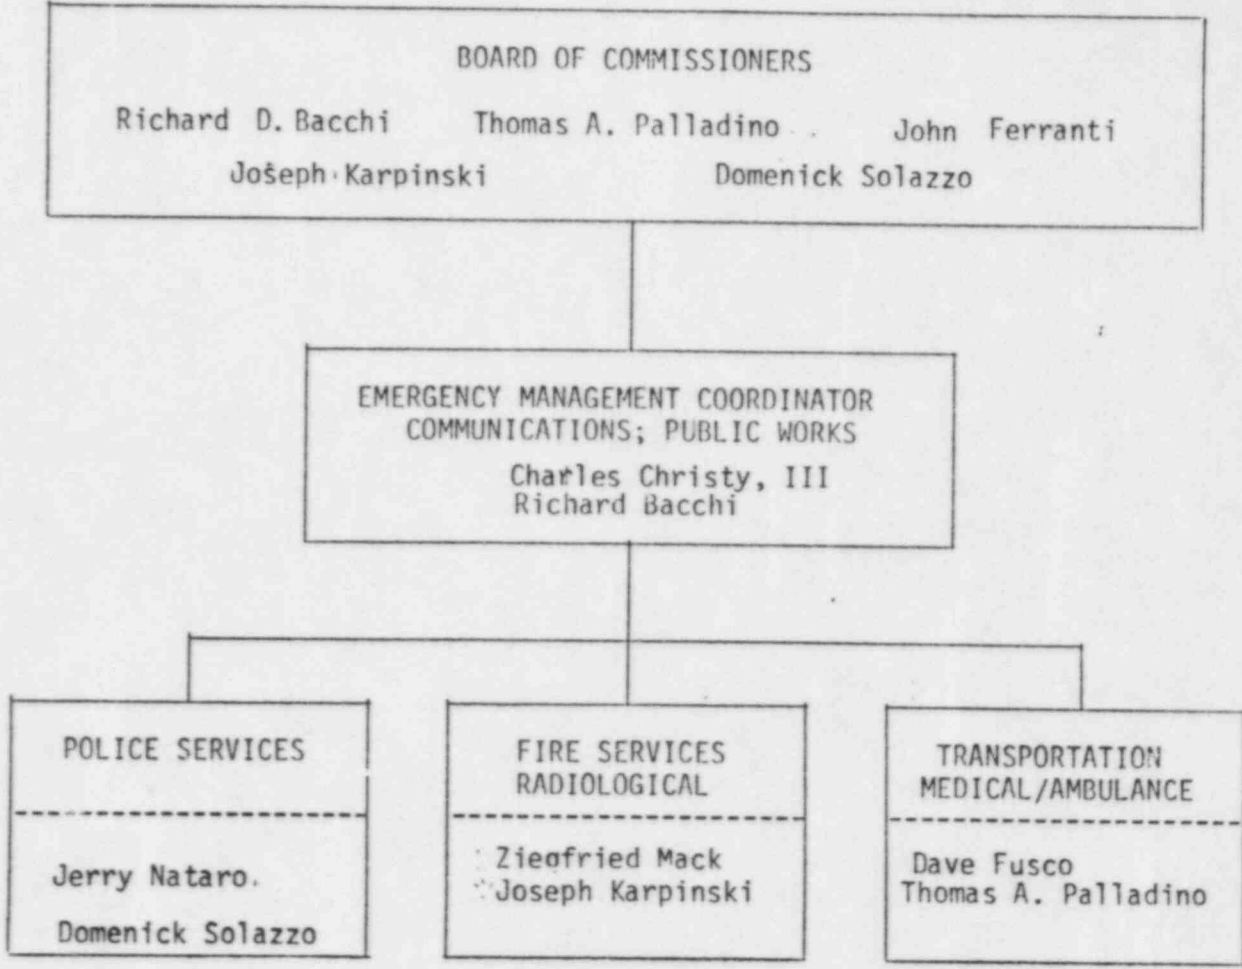 BOARD OF COMMISSIONERS
Richard D. Bacchi Thomas A. Palladino John Ferranti
Joseph Karpinski Domenick Solazzo
EMERGENCY MANAGEMENT COORDINATOR
COMMUNICATIONS; PUBLIC WORKS
Charles Christy, III
Richard Bacchi
POLICE SERVICES
Jerry Nataro.
Domenick Solazzo
FIRE SERVICES
RADIOLOGICAL
Ziegfried Mack
Joseph Karpinski
TRANSPORTATION
MEDICAL/AMBULANCE
Dave Fusco
Thomas A. Palladino